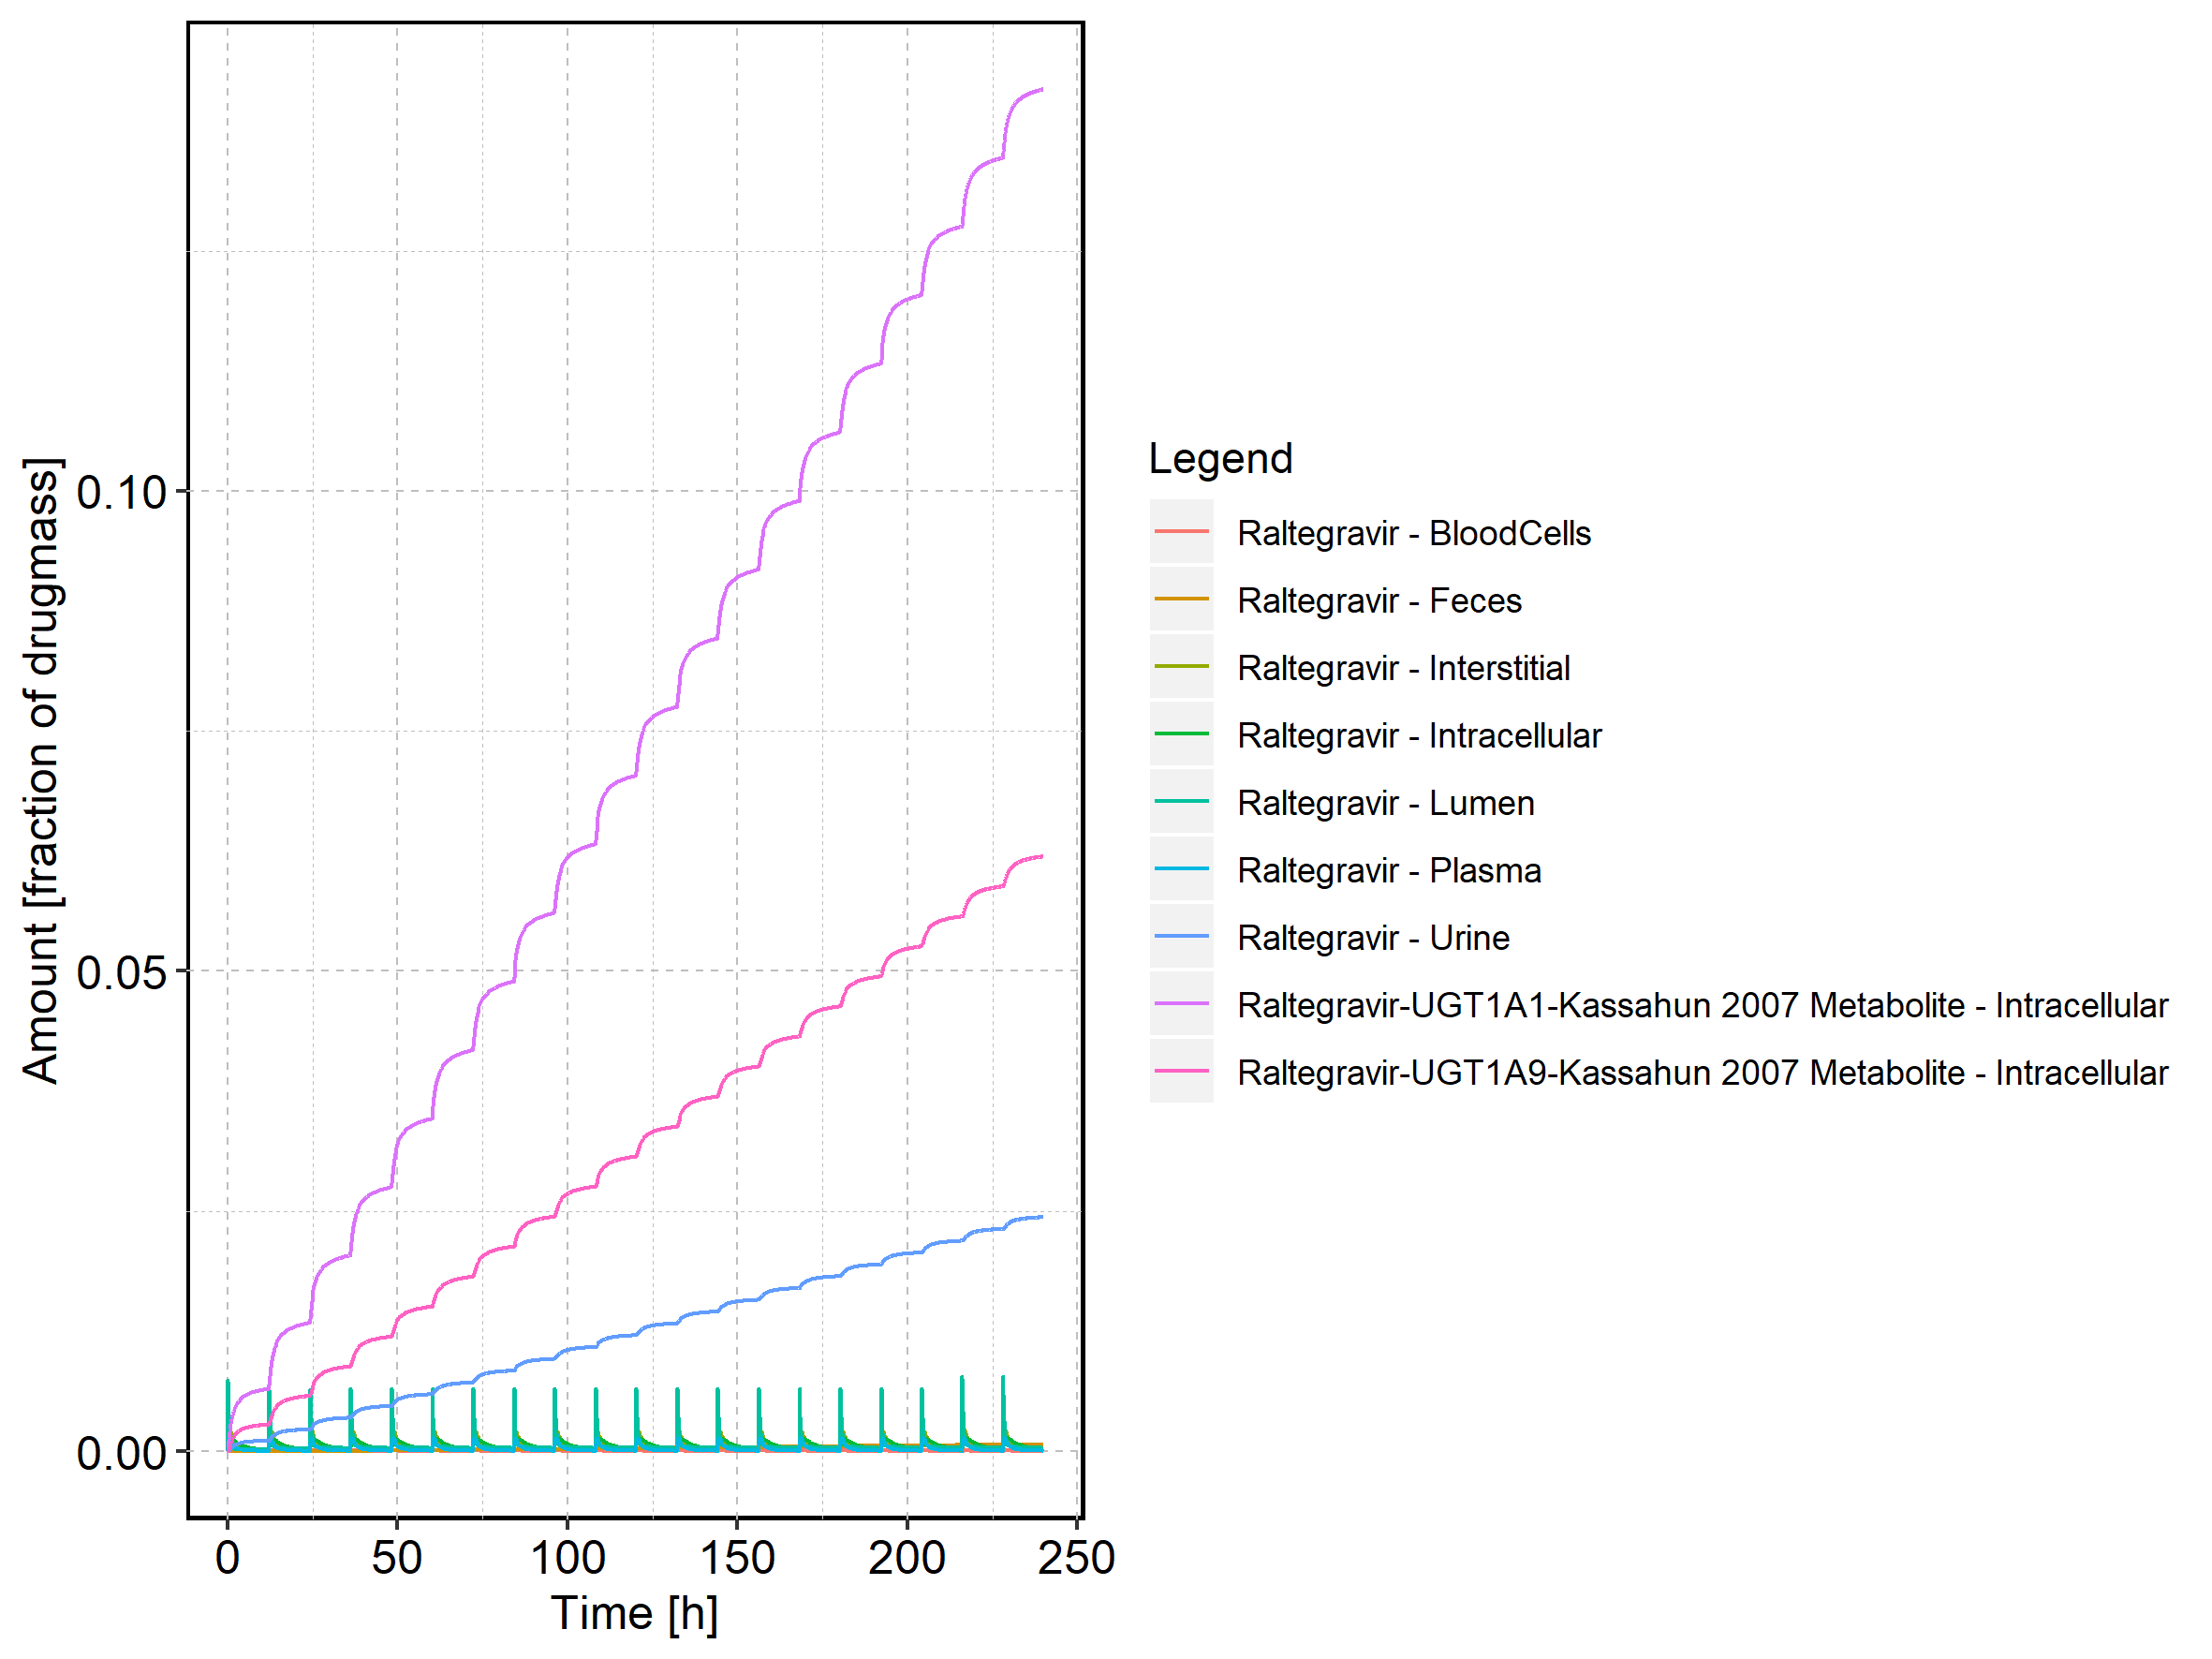 Amount [fraction of drugmass]
0.10
0.05
0.00
0 50 100 150 200 250
Time [h]
Legend
Raltegravir - BloodCells
Raltegravir - Feces
Raltegravir - Interstitial
Raltegravir - Intracellular
Raltegravir - Lumen
Raltegravir - Plasma
Raltegravir - Urine
Raltegravir-UGT1A1-Kassahun 2007 Metabolite - Intracellular
Raltegravir-UGT1A9-Kassahun 2007 Metabolite - Intracellular